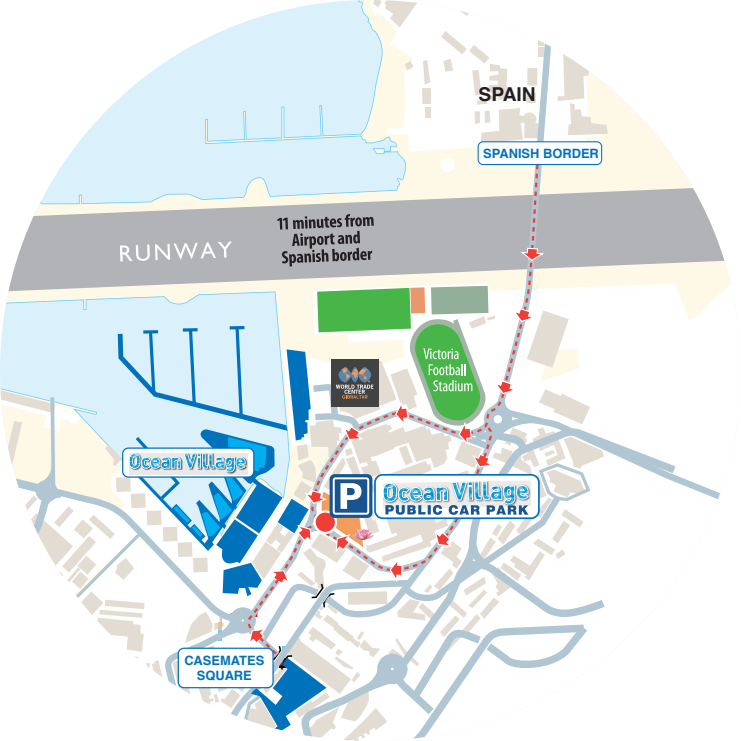 SPAIN
SPANISH BORDER
11 minutes from
Airport and
Spanish border
RUNWAY
Victoria
Football
Stadium
WORLD TRADE
CENTER
GIBRALTAR
Ocean Village
P
Ocean Village
PUBLIC CAR PARK
CASEMATES
SQUARE